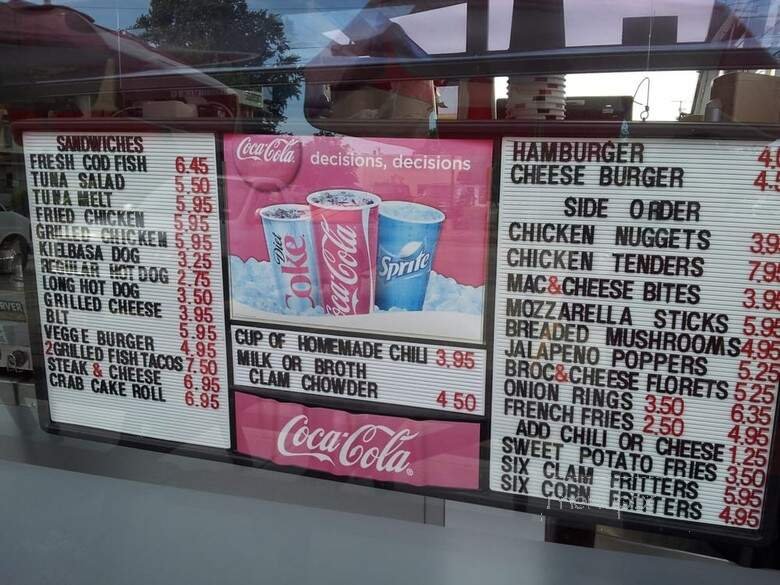 SANDWICHES
FRESH COD FISH 6.45
TUNA SALAD 5.50
TUNA MELT 5.95
FRIED CHICKEN 5.95
GRILLED CHICKEN 5.95
KIELBASA DOG 3.25
REGULAR HOT DOG 2.75
LONG HOT DOG 3.50
GRILLED CHEESE 3.95
BLT 5.95
VEGGE BURGER 4.95
2 GRILLED FISH TACOS 7.50
STEAK & CHEESE 6.95
CRAB CAKE ROLL 6.95
Coca-Cola decisions, decisions
Diet Coke
Coca-Cola
Sprite
CUP OF HOMEMADE CHILI 3.95
MILK OR BROTH
CLAM CHOWDER 4 50
Coca-Cola
HAMBURGER
CHEESE BURGER
SIDE ORDER
CHICKEN NUGGETS
CHICKEN TENDERS
MAC&CHEESE BITES
MOZZARELLA STICKS 5.95
BREADED MUSHROOMS 4.95
JALAPENO POPPERS 5.25
BROC&CHEESE FLORETS 5.25
ONION RINGS 3.50 6.35
FRENCH FRIES 2.50 4.95
ADD CHILI OR CHEESE 1.25
SWEET POTATO FRIES 3.50
SIX CLAM FRITTERS 5.95
SIX CORN FRITTERS 4.95